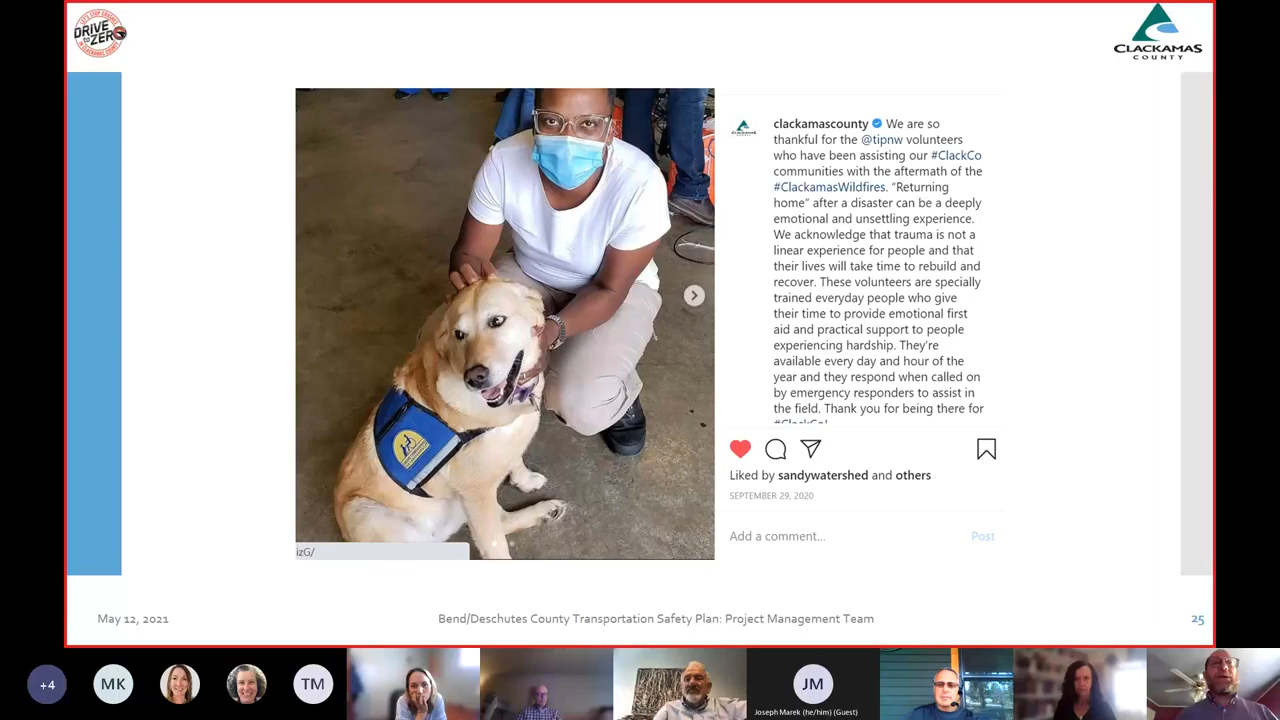 LET'S STOP CRASHES
DRIVE
to
ZERO
IN CLACKAMAS COUNTY
CLACKAMAS
COUNTY
clackamascounty We are so
thankful for the @tipnw volunteers
who have been assisting our #ClackCo
communities with the aftermath of the
#ClackamasWildfires. “Returning
home” after a disaster can be a deeply
emotional and unsettling experience.
We acknowledge that trauma is not a
linear experience for people and that
their lives will take time to rebuild and
recover. These volunteers are specially
trained everyday people who give
their time to provide emotional first
aid and practical support to people
experiencing hardship. They’re
available every day and hour of the
year and they respond when called on
by emergency responders to assist in
the field. Thank you for being there for
#ClackCo!
Liked by sandywatershed and others
SEPTEMBER 29, 2020
Add a comment... Post
izG/
May 12, 2021 Bend/Deschutes County Transportation Safety Plan: Project Management Team 25
+4 MK TM JM
Joseph Marek (he/him) (Guest)